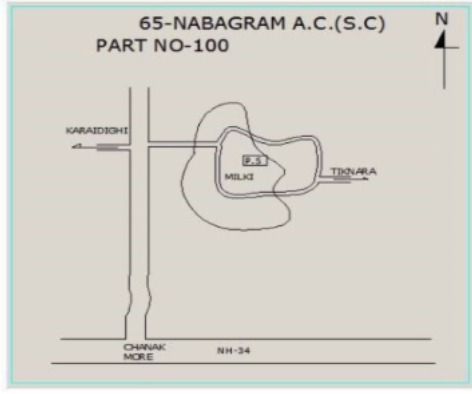 65-NABAGRAM A.C.(S.C)
N
PART NO-100
KARAIDIGHI
P.S
MILKI
TIKNARA
CHANAK
MORE
NH-34